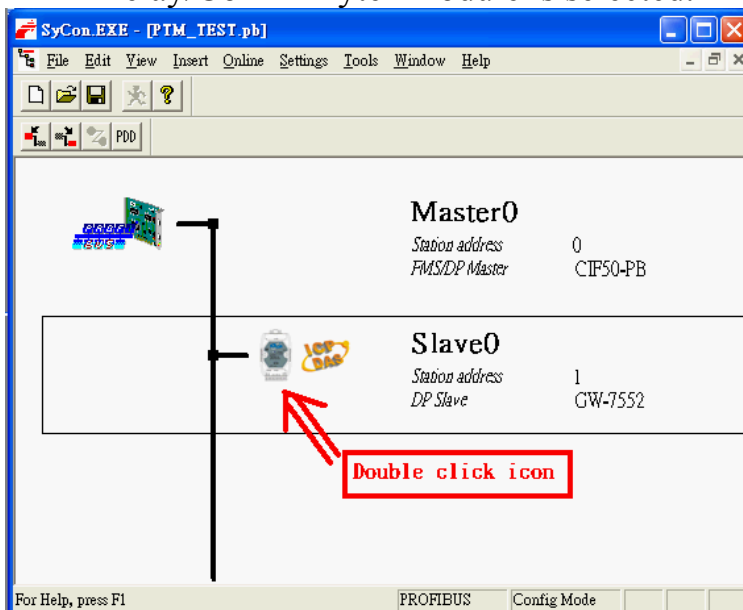 SyCon.EXE - [PTM_TEST.pb]
File Edit View Insert Online Settings Tools Window Help
PDD
Master0
Station address 0
FMS/DP Master CIF50-PB
Slave0
ICP
DAS
Station address 1
DP Slave GW-7552
Double click icon
For Help, press F1 PROFIBUS Config Mode